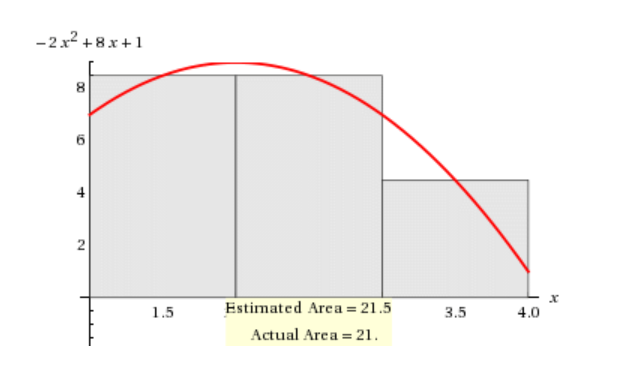 −2 x² + 8 x + 1
8
6
4
2
x
Estimated Area = 21.5
1.5
3.5
4.0
Actual Area = 21.